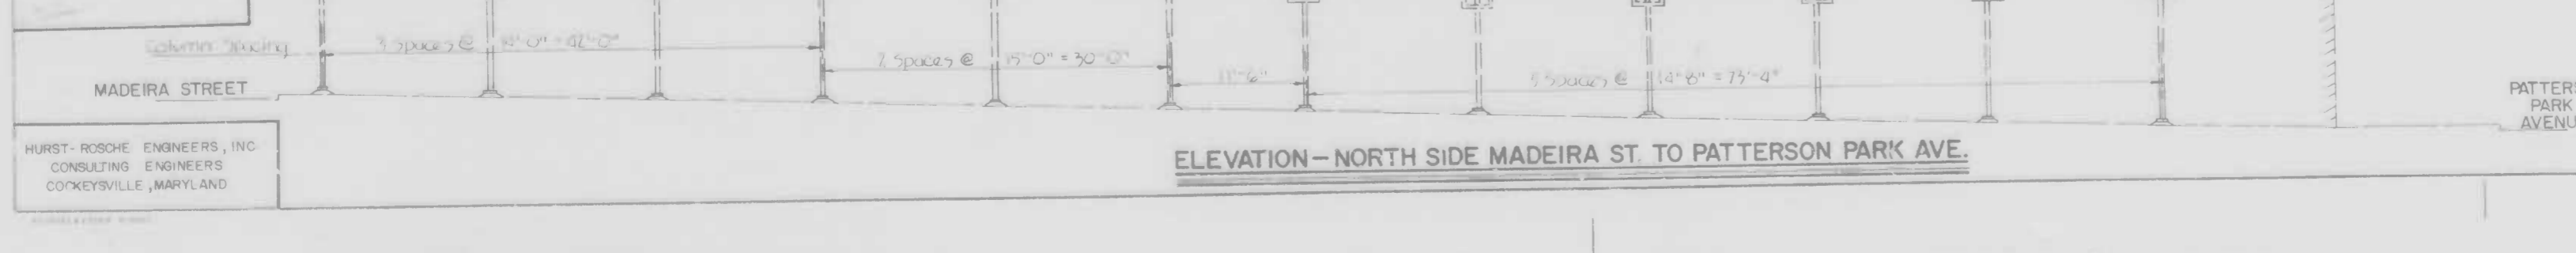 Column Spacing
3 Spaces @ 14'-0" = 42'-0"
2 Spaces @ 15'-0" = 30'-0"
11'-6"
5 Spaces @ 14'-8" = 73'-4"
MADEIRA STREET
PATTER
PARK
AVENU
HURST-ROSCHE ENGINEERS, INC
CONSULTING ENGINEERS
COCKEYSVILLE, MARYLAND
ELEVATION-NORTH SIDE MADEIRA ST. TO PATTERSON PARK AVE.